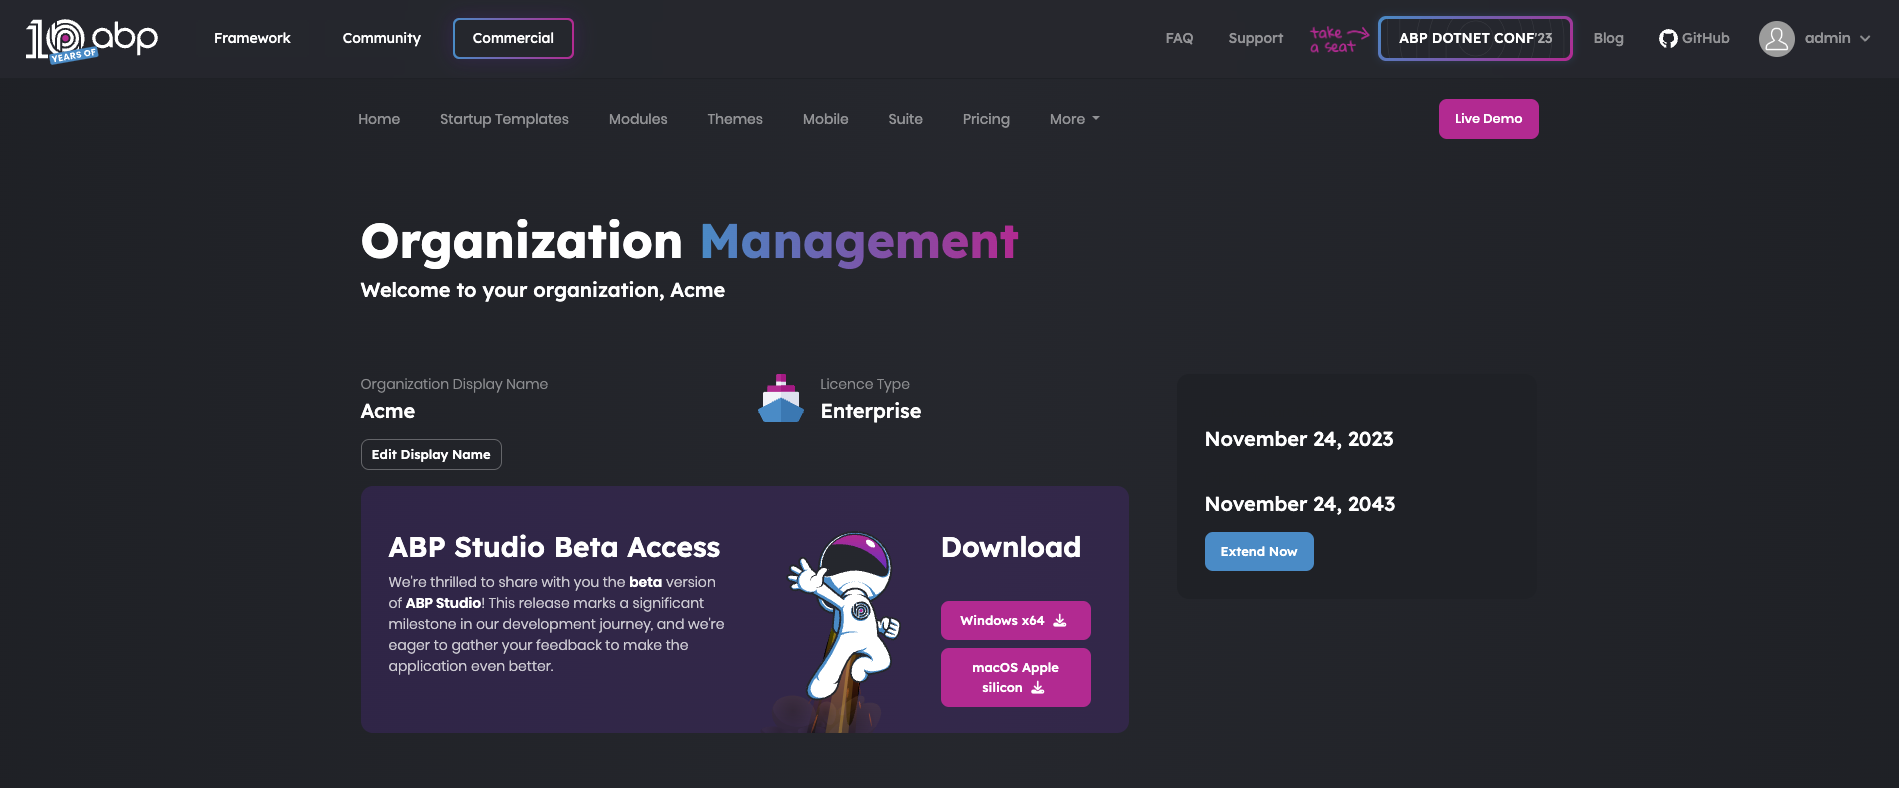 10 abp
YEARS OF
Framework
Community
Commercial
FAQ
Support
take
a seat
ABP DOTNET CONF'23
Blog
GitHub
admin
Home
Startup Templates
Modules
Themes
Mobile
Suite
Pricing
More
Live Demo
Organization Management
Welcome to your organization, Acme
Organization Display Name
Acme
Edit Display Name
Licence Type
Enterprise
November 24, 2023
November 24, 2043
Extend Now
ABP Studio Beta Access
We're thrilled to share with you the beta version
of ABP Studio! This release marks a significant
milestone in our development journey, and we're
eager to gather your feedback to make the
application even better.
Download
Windows x64
macOS Apple
silicon